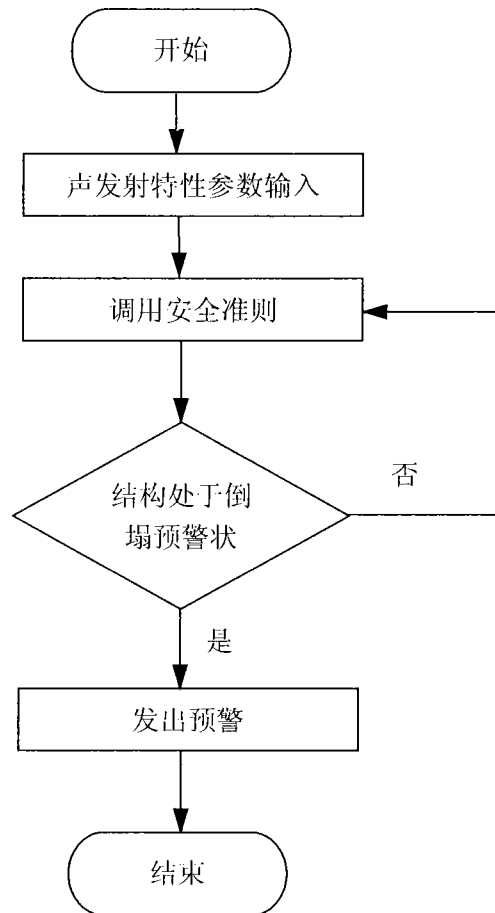 开始
声发射特性参数输入
调用安全准则
结构处于倒
塌预警状
否
是
发出预警
结束